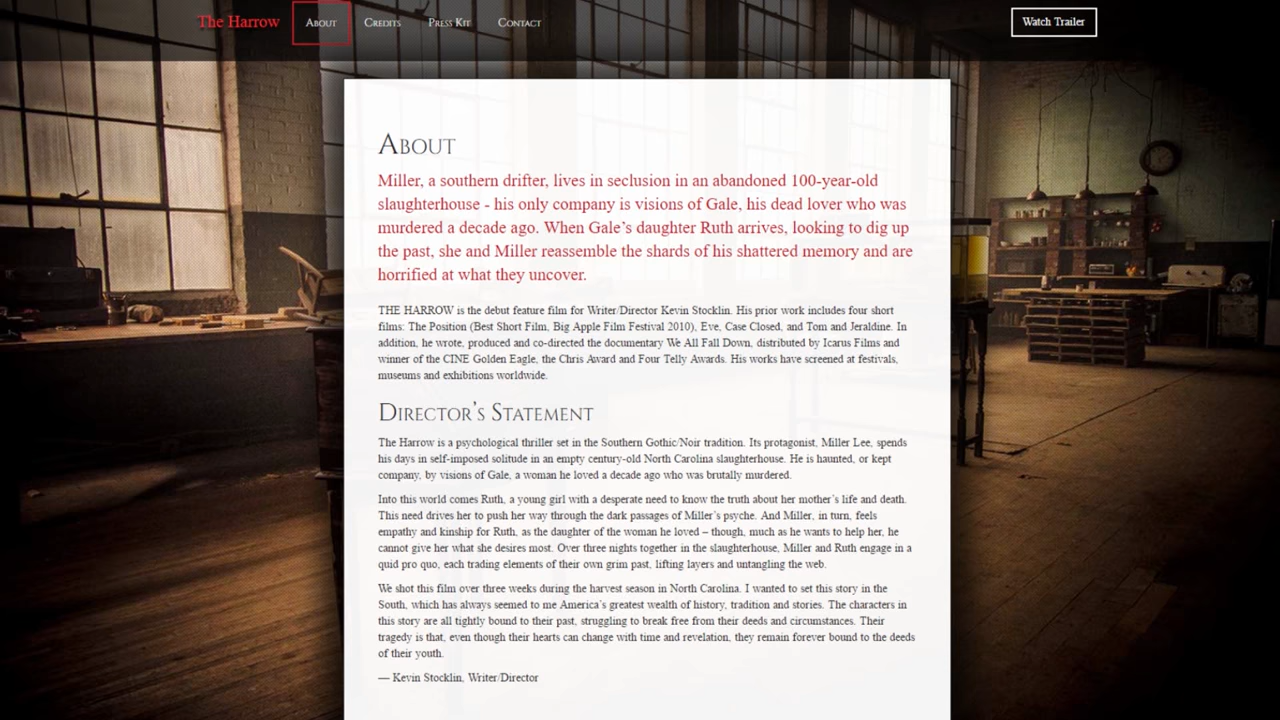 The Harrow About Credits Press Kit Contact Watch Trailer
About
Miller, a southern drifter, lives in seclusion in an abandoned 100-year-old
slaughterhouse - his only company is visions of Gale, his dead lover who was
murdered a decade ago. When Gale's daughter Ruth arrives, looking to dig up
the past, she and Miller reassemble the shards of his shattered memory and are
horrified at what they uncover.
THE HARROW is the debut feature film for Writer/Director Kevin Stocklin. His prior work includes four short
films: The Position (Best Short Film, Big Apple Film Festival 2010), Eve, Case Closed, and Tom and Jeraldine. In
addition, he wrote, produced and co-directed the documentary We All Fall Down, distributed by Icarus Films and
winner of the CINE Golden Eagle, the Chris Award and Four Telly Awards. His works have screened at festivals,
museums and exhibitions worldwide.
Director's Statement
The Harrow is a psychological thriller set in the Southern Gothic/Noir tradition. Its protagonist, Miller Lee, spends
his days in self-imposed solitude in an empty century-old North Carolina slaughterhouse. He is haunted, or kept
company, by visions of Gale, a woman he loved a decade ago who was brutally murdered.
Into this world comes Ruth, a young girl with a desperate need to know the truth about her mother's life and death.
This need drives her to push her way through the dark passages of Miller's psyche. And Miller, in turn, feels
empathy and kinship for Ruth, as the daughter of the woman he loved – though, much as he wants to help her, he
cannot give her what she desires most. Over three nights together in the slaughterhouse, Miller and Ruth engage in a
quid pro quo, each trading elements of their own grim past, lifting layers and untangling the web.
We shot this film over three weeks during the harvest season in North Carolina. I wanted to set this story in the
South, which has always seemed to me America's greatest wealth of history, tradition and stories. The characters in
this story are all tightly bound to their past, struggling to break free from their deeds and circumstances. Their
tragedy is that, even though their hearts can change with time and revelation, they remain forever bound to the deeds
of their youth.
— Kevin Stocklin, Writer/Director